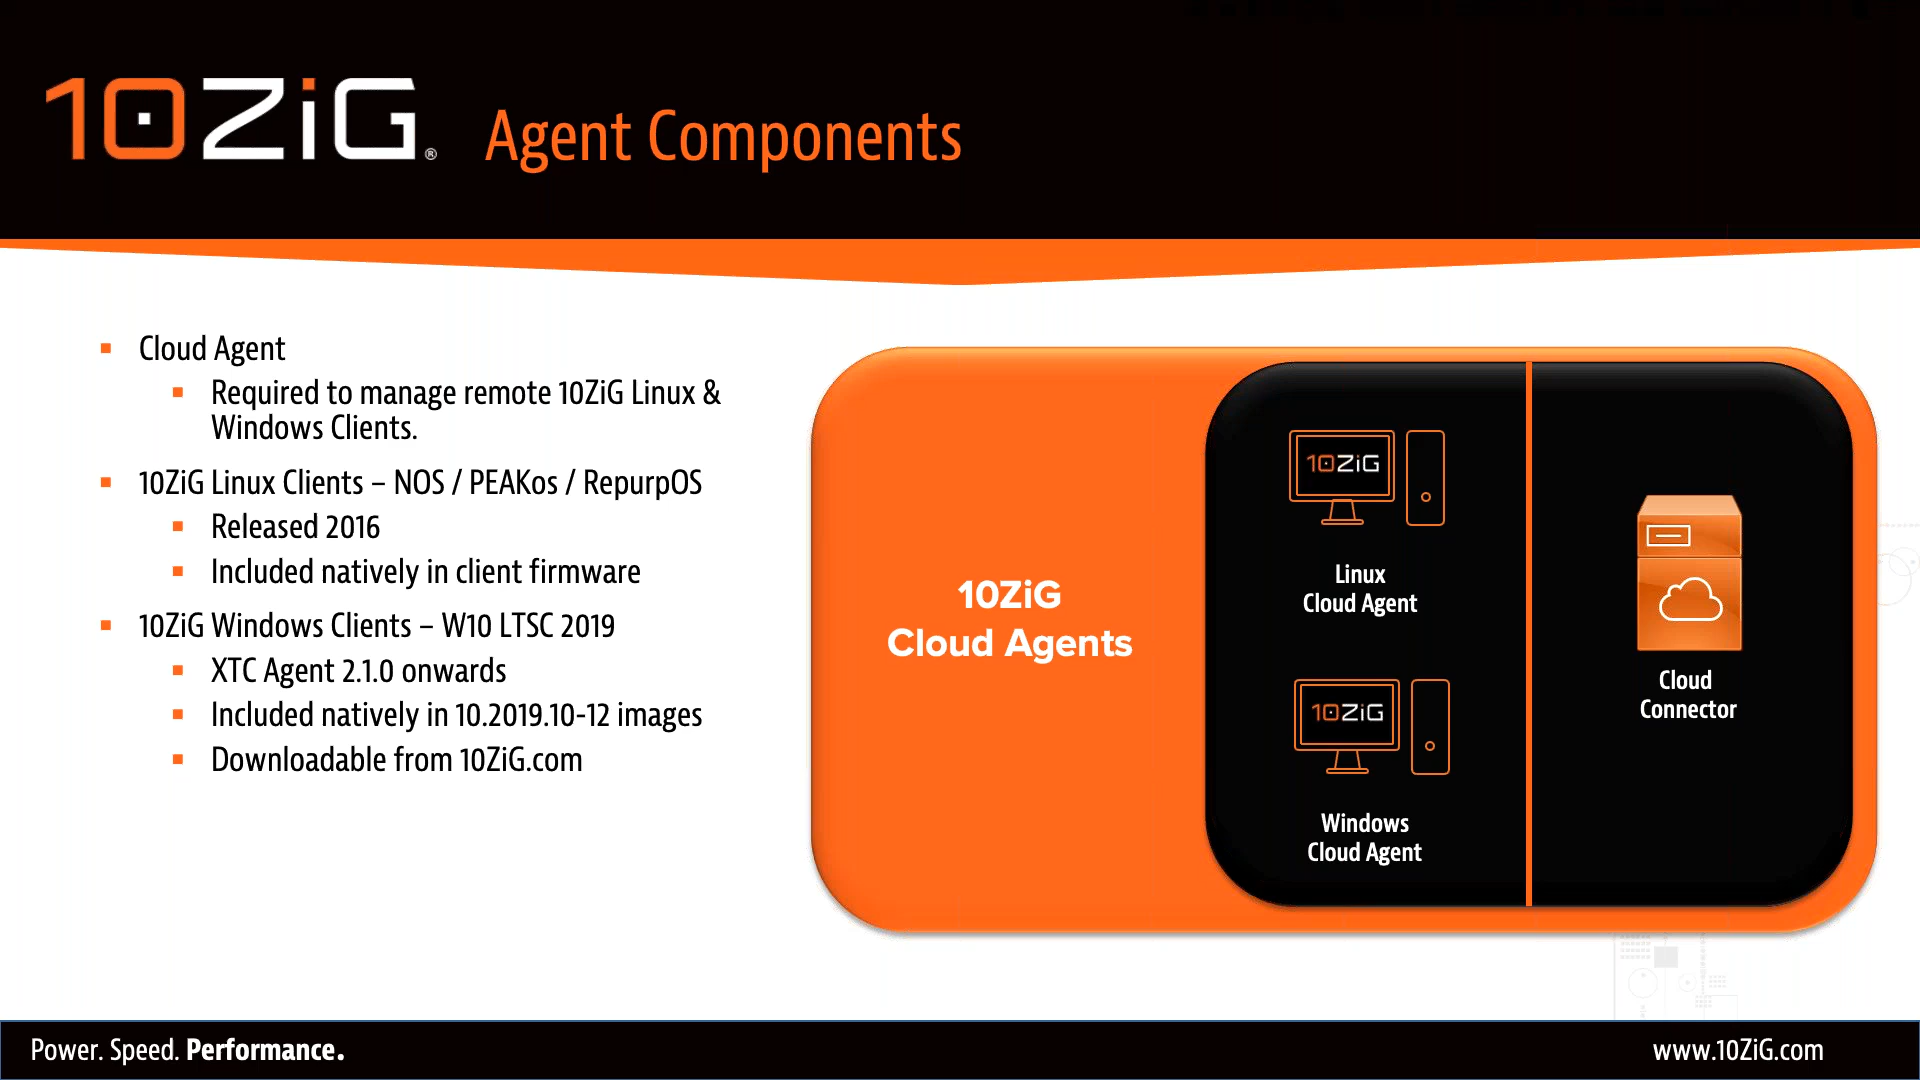 10ZiG®
Agent Components
Cloud Agent
Required to manage remote 10ZiG Linux &
Windows Clients.
10ZiG Linux Clients – NOS / PEAKos / RepurpOS
Released 2016
Included natively in client firmware
10ZiG Windows Clients – W10 LTSC 2019
XTC Agent 2.1.0 onwards
Included natively in 10.2019.10-12 images
Downloadable from 10ZiG.com
10ZiG
Cloud Agents
10ZiG
Linux
Cloud Agent
10ZiG
Windows
Cloud Agent
Cloud
Connector
Power. Speed. Performance.
www.10ZiG.com